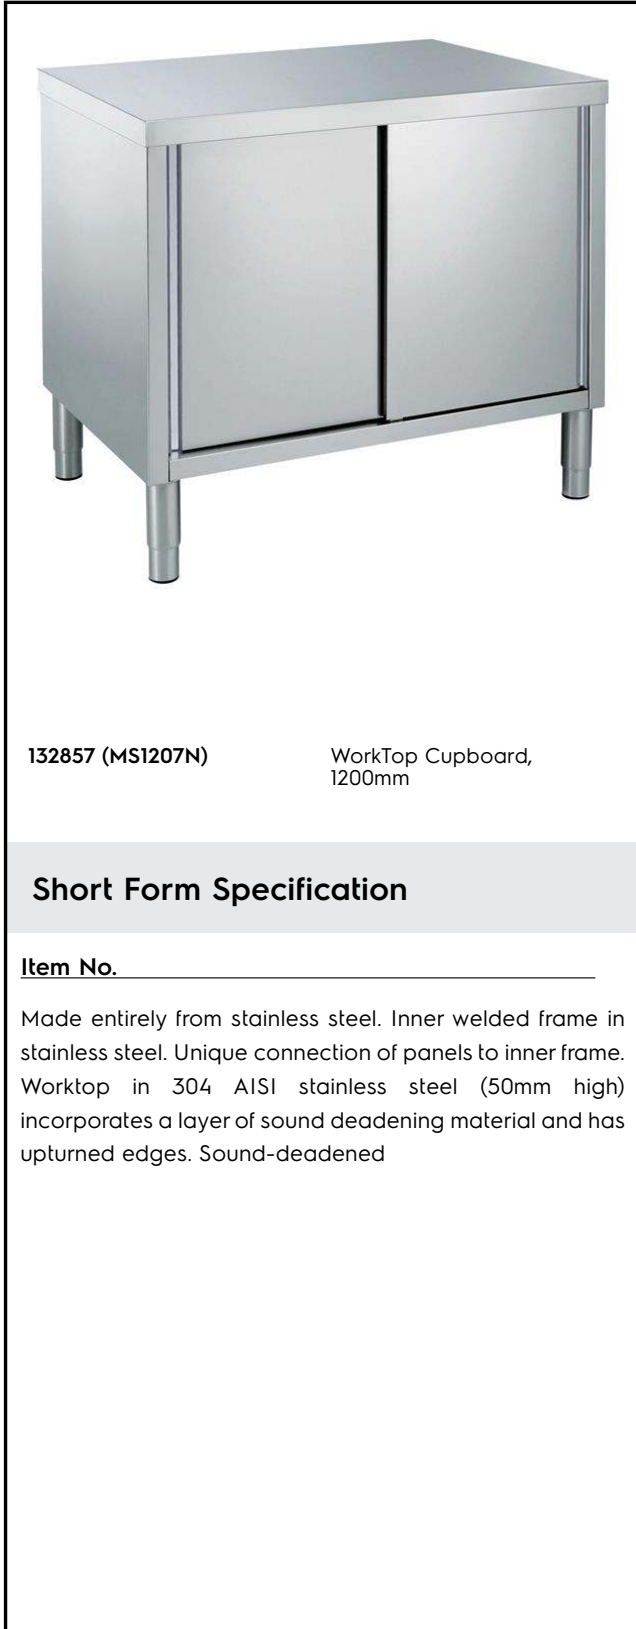 132857 (MS1207N)
WorkTop Cupboard,
1200mm
Short Form Specification
Item No.
Made entirely from stainless steel. Inner welded frame in
stainless steel. Unique connection of panels to inner frame.
Worktop in 304 AISI stainless steel (50mm high)
incorporates a layer of sound deadening material and has
upturned edges. Sound-deadened